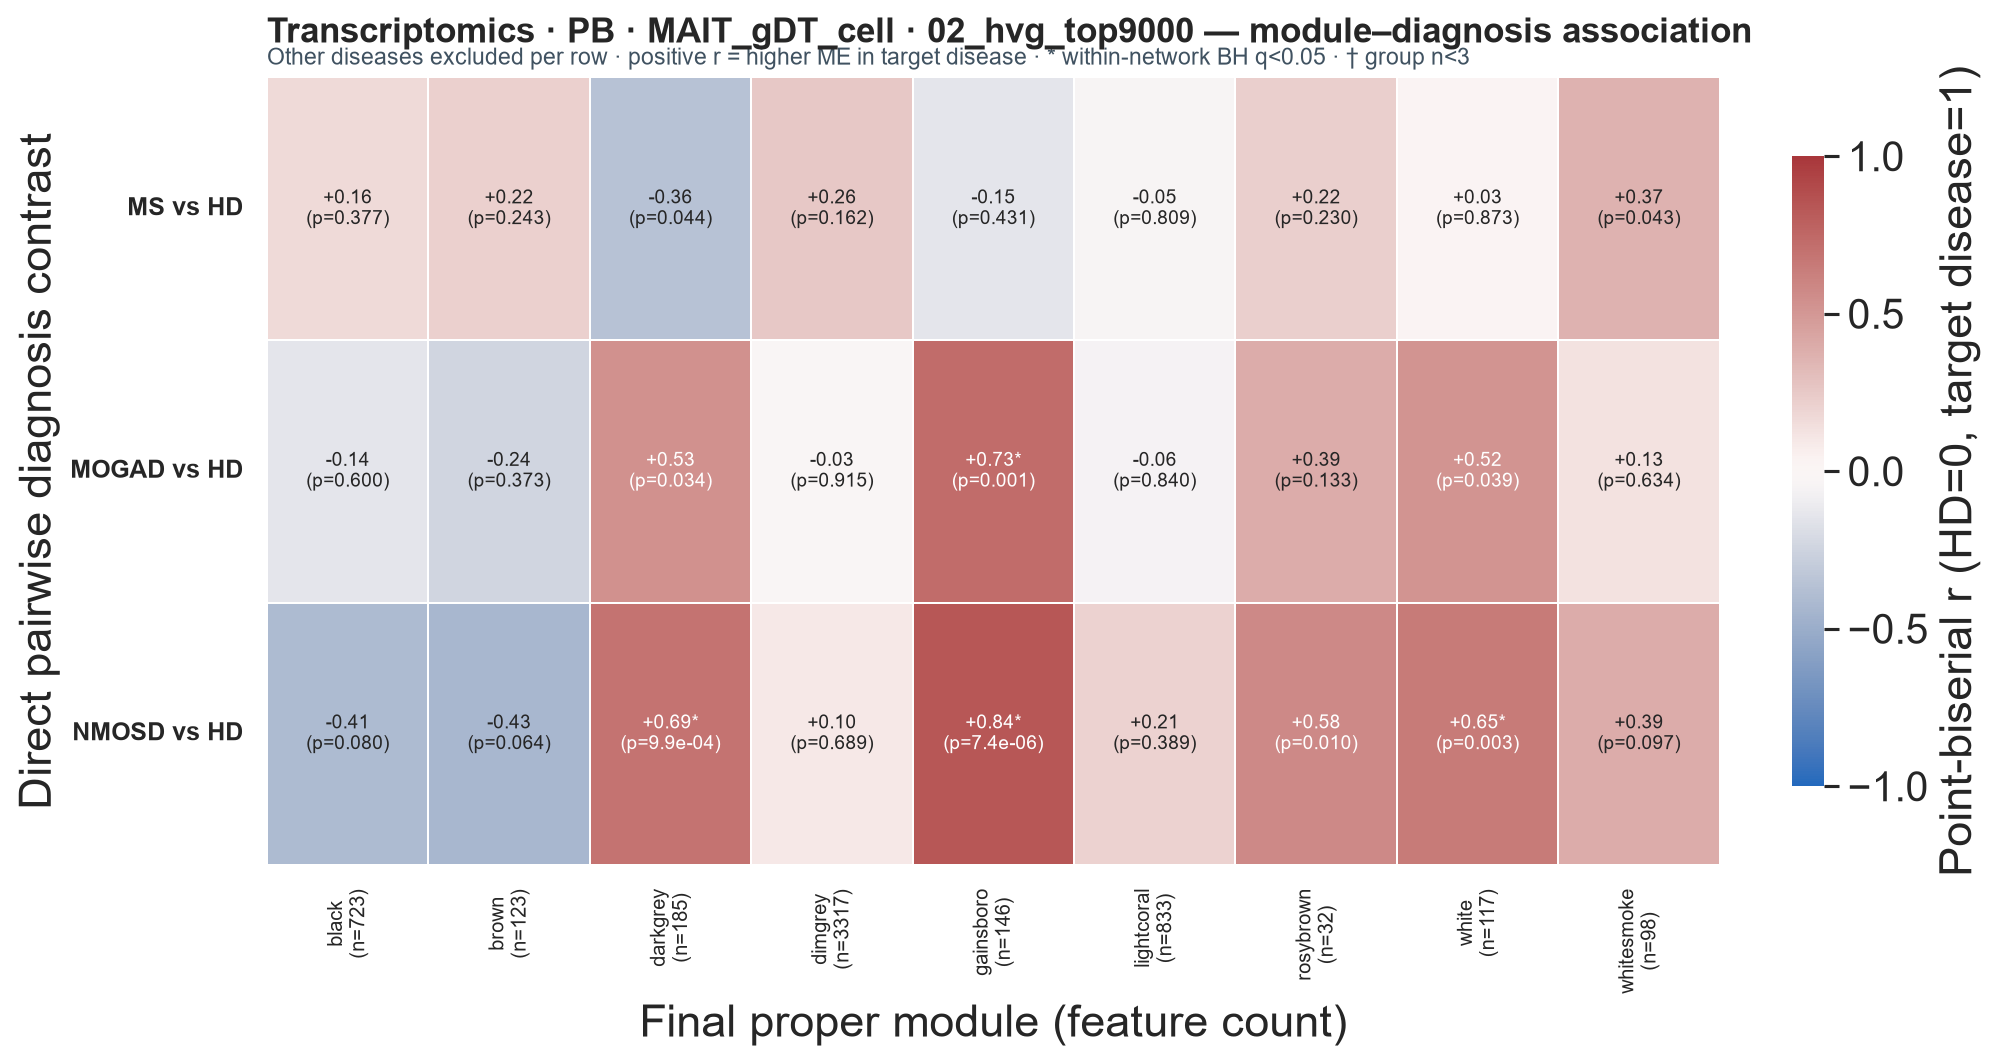 Transcriptomics · PB · MAIT_gDT_cell · 02_hvg_top9000 — module–diagnosis association
Other diseases excluded per row · positive r = higher ME in target disease · * within-network BH q<0.05 · † group n<3
Direct pairwise diagnosis contrast
MS vs HD
+0.16 +0.22 -0.36 +0.26 -0.15 -0.05 +0.22 +0.03 +0.37
(p=0.377) (p=0.243) (p=0.044) (p=0.162) (p=0.431) (p=0.809) (p=0.230) (p=0.873) (p=0.043)
MOGAD vs HD
-0.14 -0.24 +0.53 -0.03 +0.73* -0.06 +0.39 +0.52 +0.13
(p=0.600) (p=0.373) (p=0.034) (p=0.915) (p=0.001) (p=0.840) (p=0.133) (p=0.039) (p=0.634)
NMOSD vs HD
-0.41 -0.43 +0.69* +0.10 +0.84* +0.21 +0.58 +0.65* +0.39
(p=0.080) (p=0.064) (p=9.9e-04) (p=0.689) (p=7.4e-06) (p=0.389) (p=0.010) (p=0.003) (p=0.097)
black
(n=723)
brown
(n=123)
darkgrey
(n=185)
dimgrey
(n=3317)
gainsboro
(n=146)
lightcoral
(n=833)
rosybrown
(n=32)
white
(n=117)
whitesmoke
(n=98)
Final proper module (feature count)
1.0
0.5
0.0
−0.5
−1.0
Point-biserial r (HD=0, target disease=1)